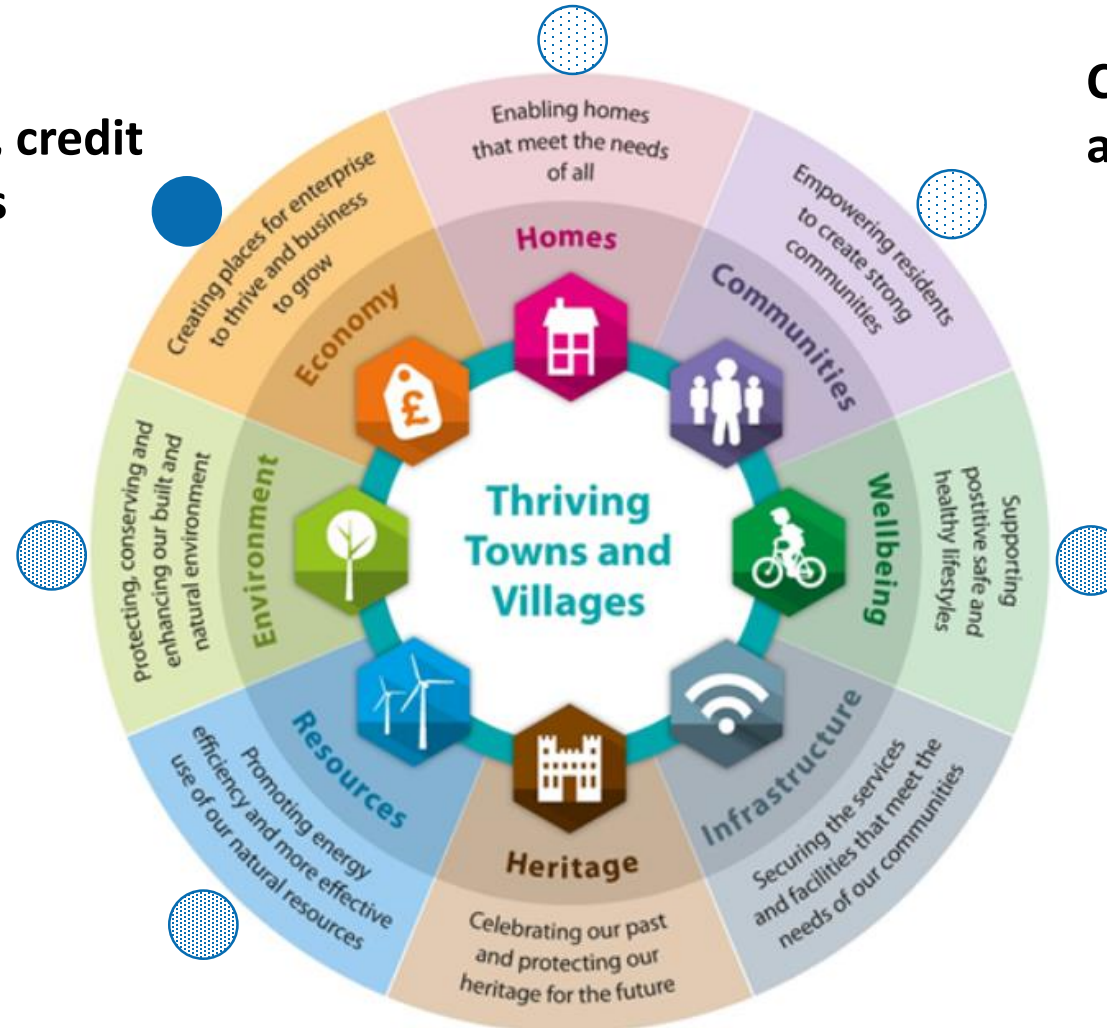 credit
s
C
a
Enabling homes
that meet the needs
of all
Homes
Empowering residents
to create strong
communities
Communities
Supporting
postitive safe and
healthy lifestyles
Wellbeing
Securing the services
and facilities that meet the
needs of our communities
Infrastructure
Heritage
Celebrating our past
and protecting our
heritage for the future
Promoting energy
efficiency and more effective
use of our natural resources
Resources
Protecting, conserving and
enhancing our built and
natural environment
Environment
Creating places for enterprise
to thrive and business
to grow
Economy
£
Thriving
Towns and
Villages